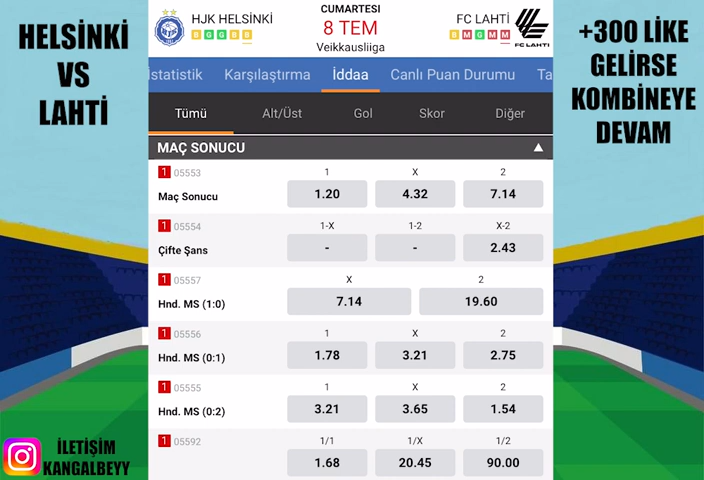 HELSİNKİ
VS
LAHTİ
HJK HELSİNKİ
B G G B B
CUMARTESİ
8 TEM
Veikkausliiga
FC LAHTİ
B M G M M
FC LAHTI
+300 LİKE
GELİRSE
KOMBİNEYE
DEVAM
İstatistik Karşılaştırma İddaa Canlı Puan Durumu Ta
Tümü Alt/Üst Gol Skor Diğer
MAÇ SONUCU
1 05553 1 X 2
Maç Sonucu 1.20 4.32 7.14
1 05554 1-X 1-2 X-2
Çifte Şans - - 2.43
1 05557 X 2
Hnd. MS (1:0) 7.14 19.60
1 05556 1 X 2
Hnd. MS (0:1) 1.78 3.21 2.75
1 05555 1 X 2
Hnd. MS (0:2) 3.21 3.65 1.54
1 05592 1/1 1/X 1/2
1.68 20.45 90.00
İLETİŞİM
KANGALBEYY